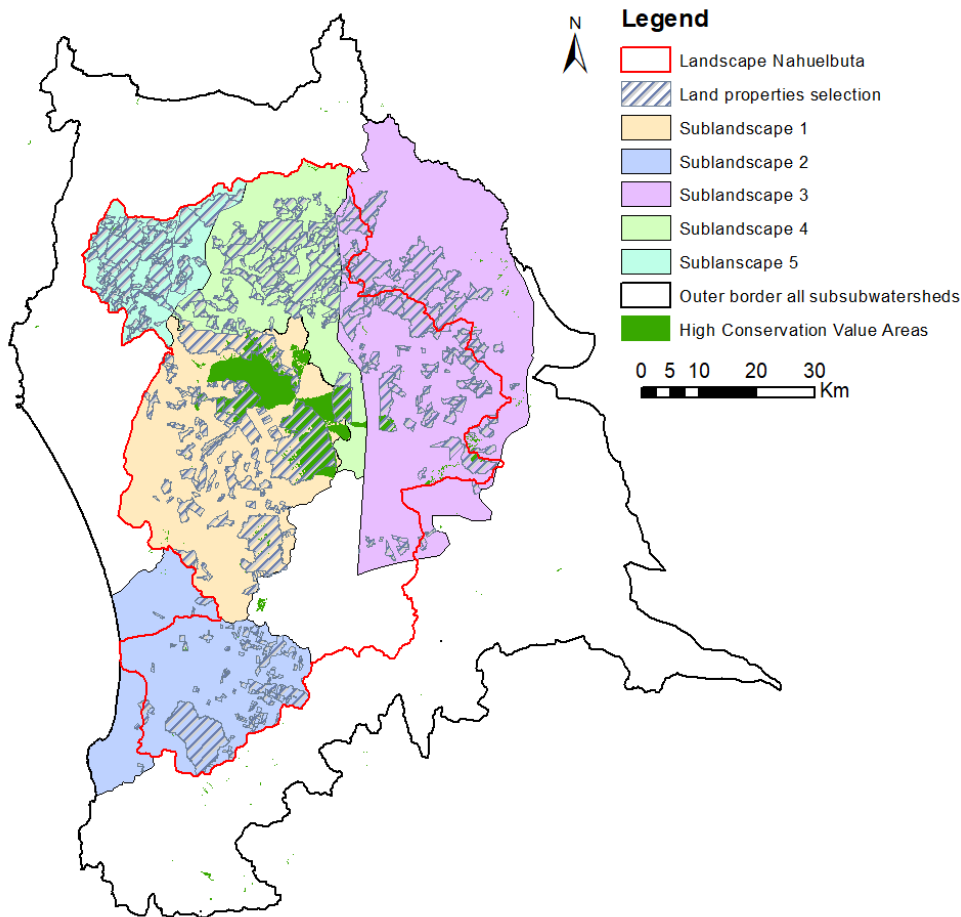 N
Legend
Landscape Nahuelbuta
Land properties selection
Sublandscape 1
Sublandscape 2
Sublandscape 3
Sublandscape 4
Sublanscape 5
Outer border all subsubwatersheds
High Conservation Value Areas
0 5 10 20 30
Km